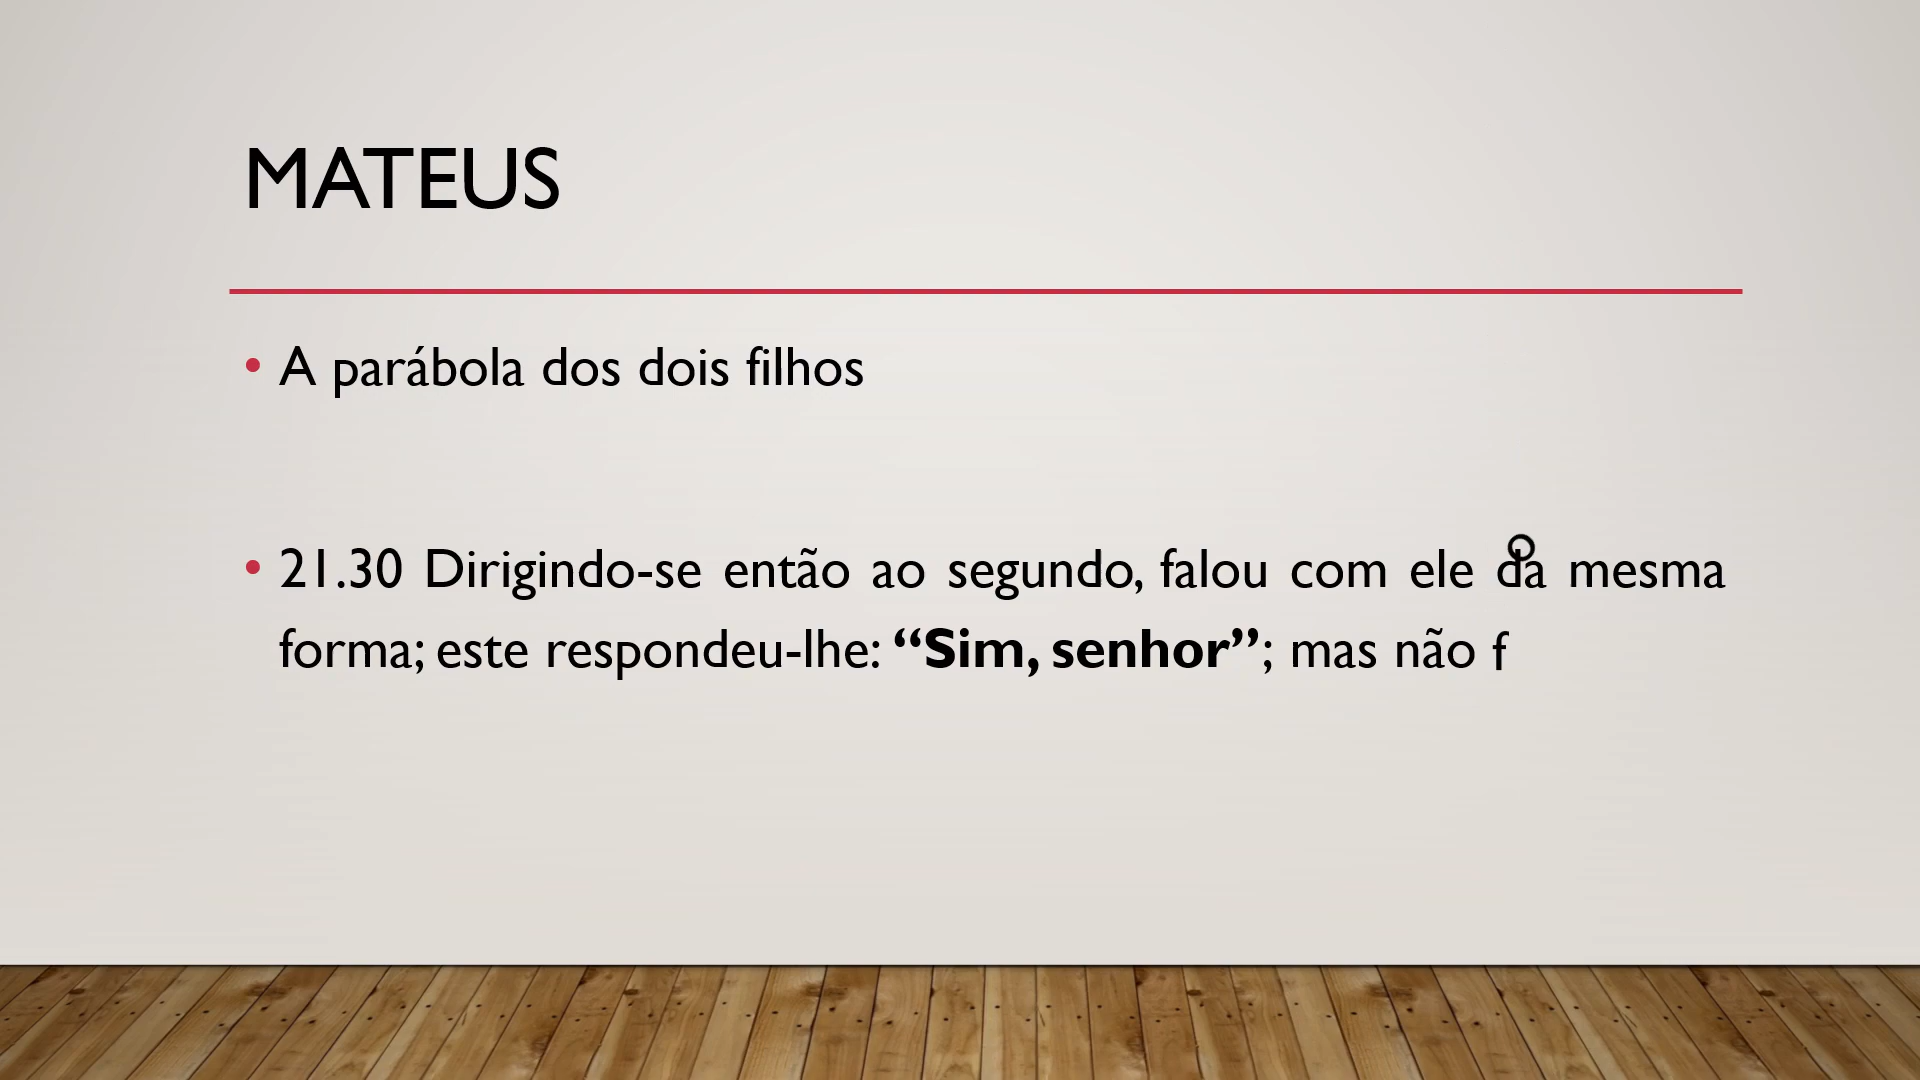 MATEUS
• A parábola dos dois filhos
• 21.30 Dirigindo-se então ao segundo, falou com ele da mesma
forma; este respondeu-lhe: “Sim, senhor”; mas não f